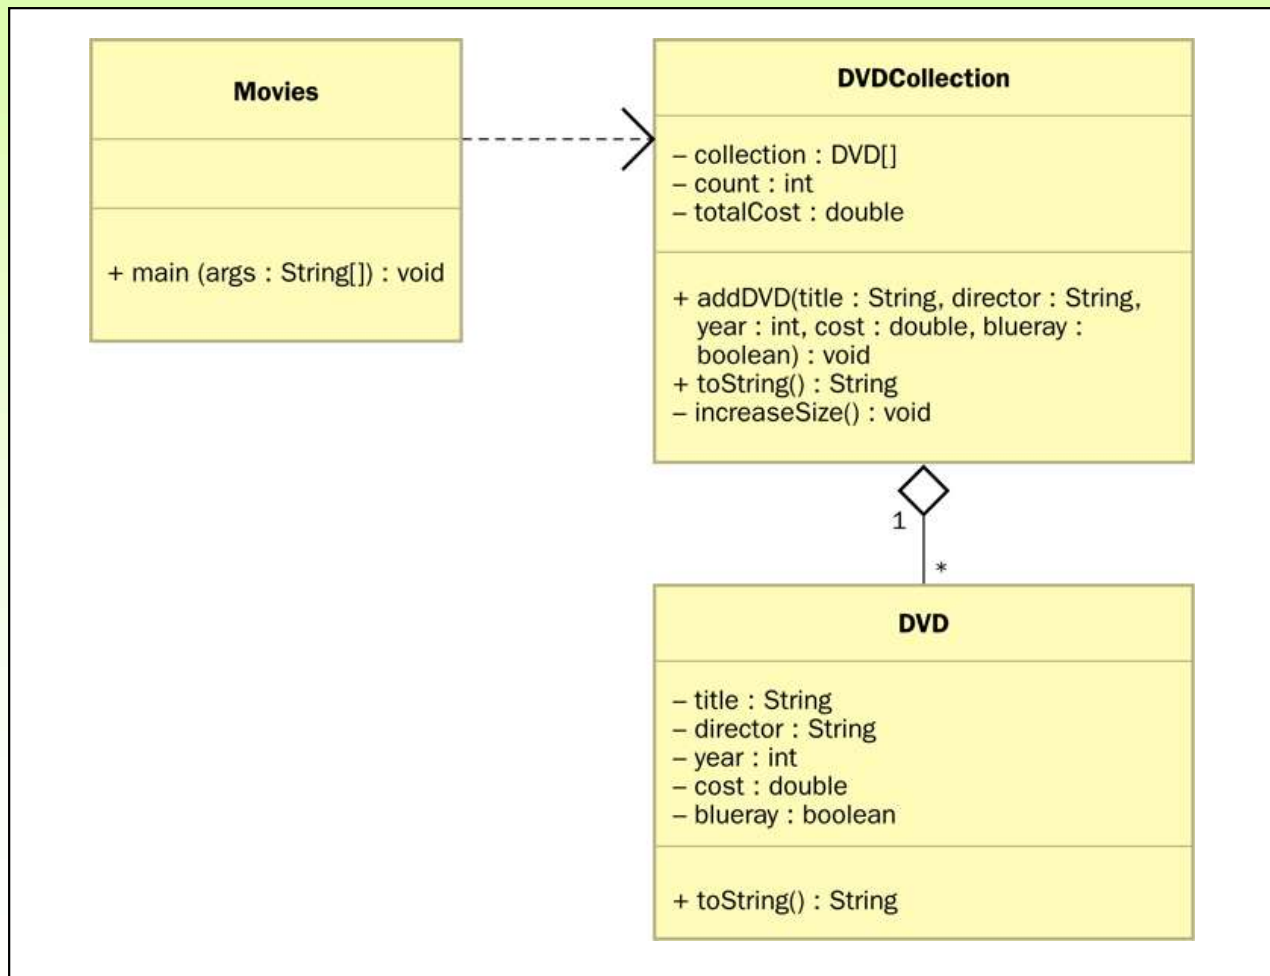 Movies
+ main (args : String[]) : void
DVDCollection
– collection : DVD[]
– count : int
– totalCost : double
+ addDVD(title : String, director : String,
year : int, cost : double, blueray :
boolean) : void
+ toString() : String
– increaseSize() : void
1
*
DVD
– title : String
– director : String
– year : int
– cost : double
– blueray : boolean
+ toString() : String